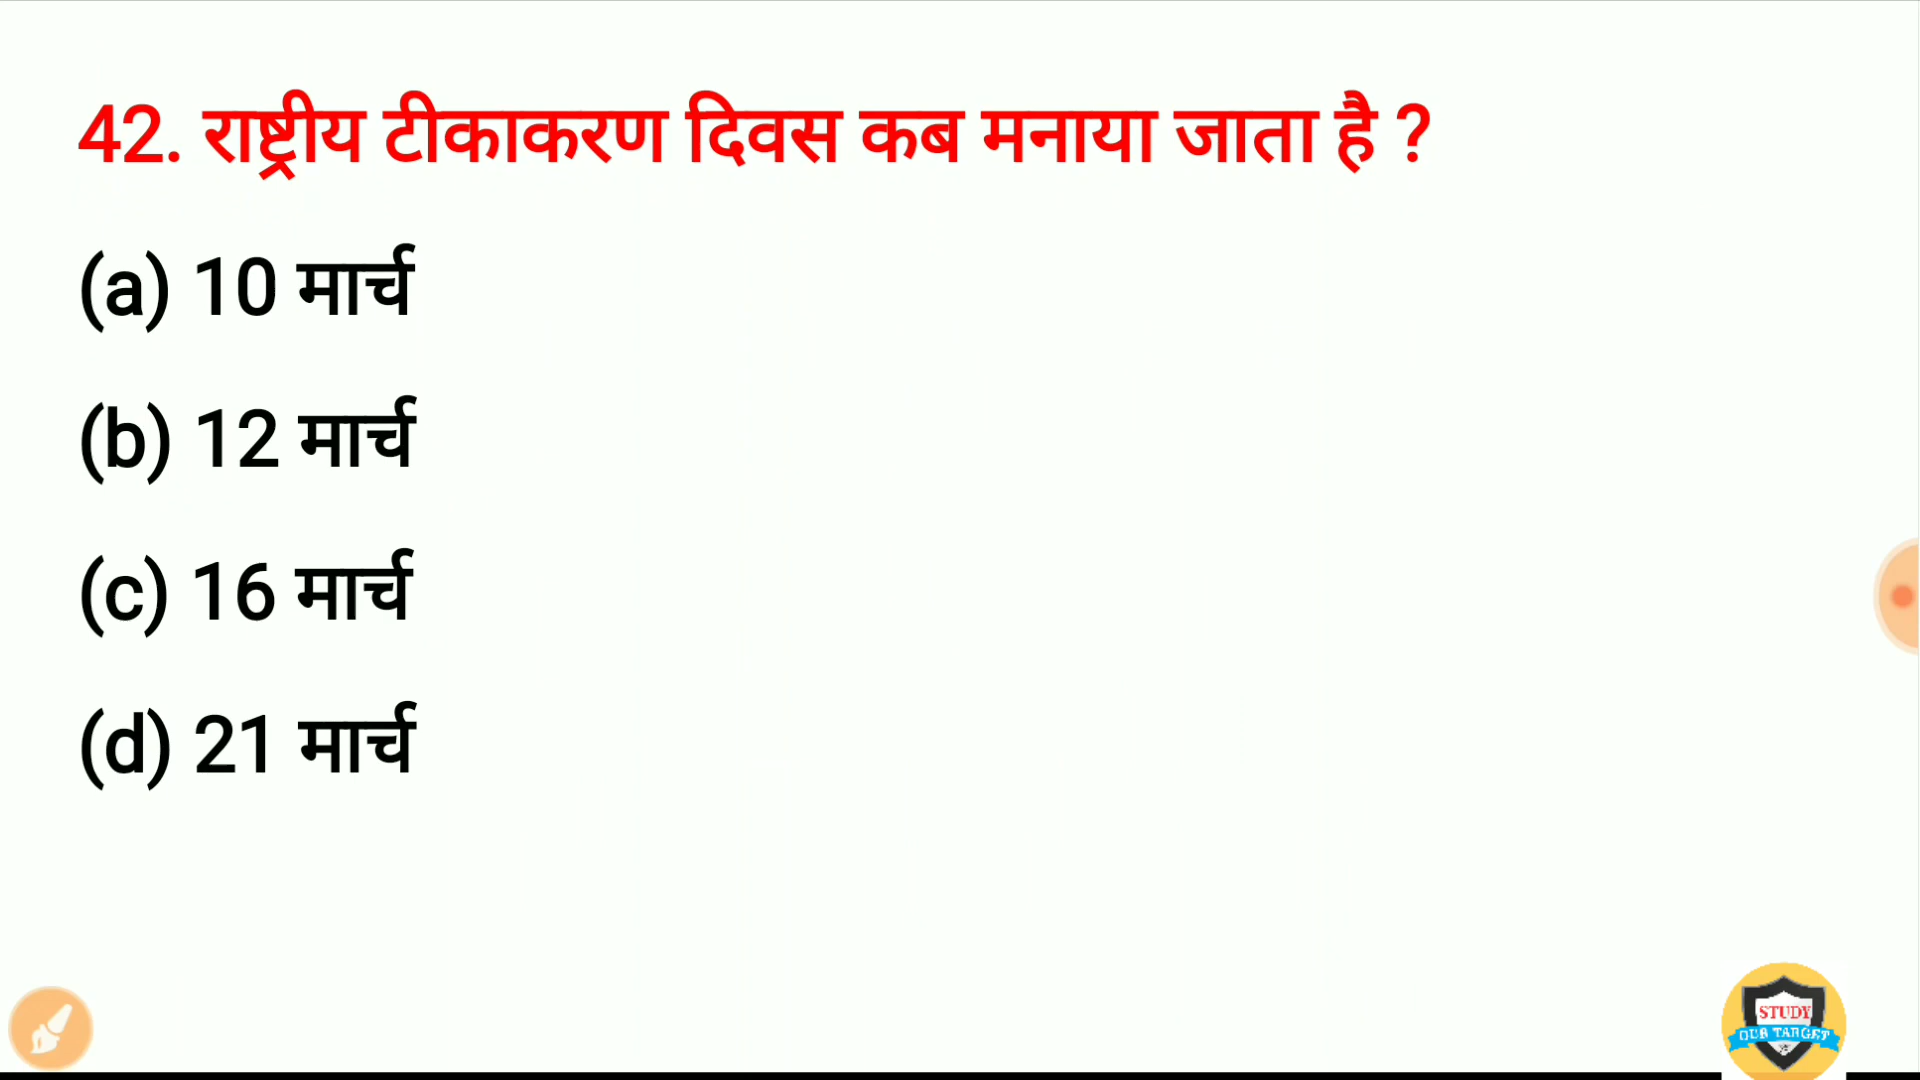 42. राष्ट्रीय टीकाकरण दिवस कब मनाया जाता है ?
(a) 10 मार्च
(b) 12 मार्च
(c) 16 मार्च
(d) 21 मार्च
STUDY
OUR TARGET